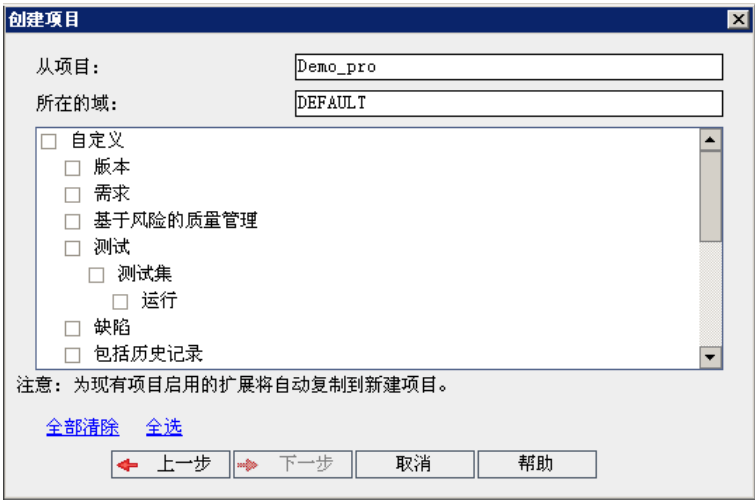 创建项目
从项目： Demo_pro
所在的域： DEFAULT
自定义
版本
需求
基于风险的质量管理
测试
测试集
运行
缺陷
包括历史记录
注意：为现有项目启用的扩展将自动复制到新建项目。
全部清除 全选
上一步 下一步 取消 帮助